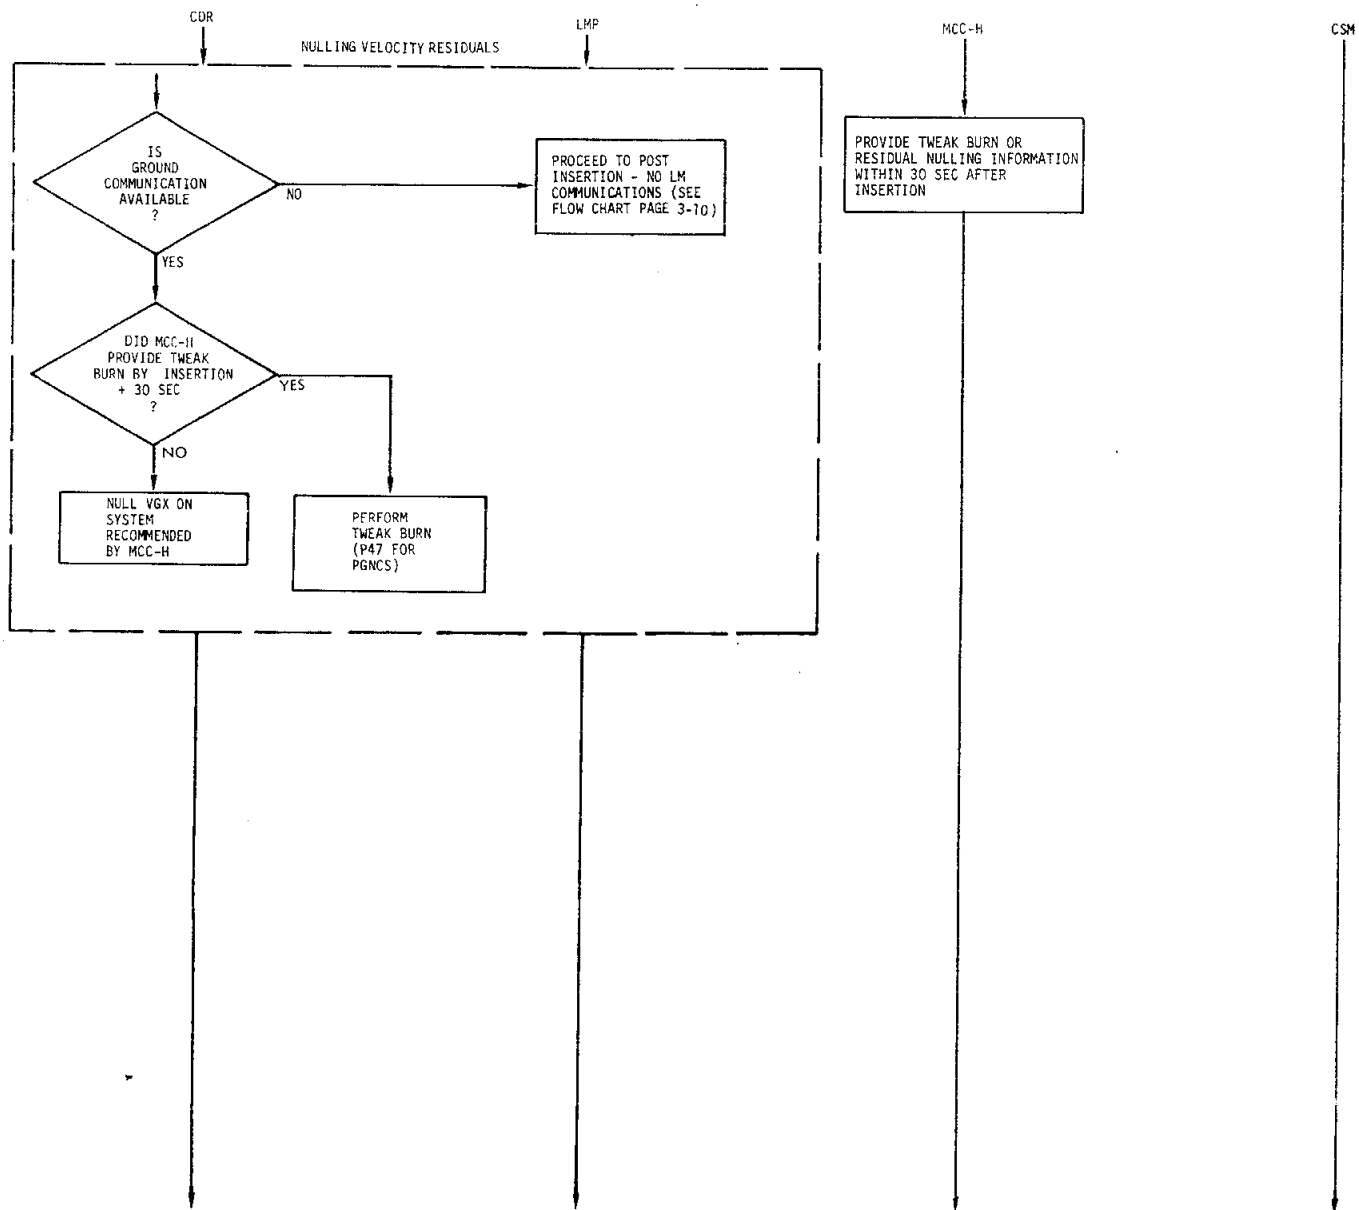 CDR
LMP
MCC-H
CSM
NULLING VELOCITY RESIDUALS
IS
GROUND
COMMUNICATION
AVAILABLE
?
NO
YES
PROCEED TO POST
INSERTION - NO LM
COMMUNICATIONS (SEE
FLOW CHART PAGE 3-10)
PROVIDE TWEAK BURN OR
RESIDUAL NULLING INFORMATION
WITHIN 30 SEC AFTER
INSERTION
DID MCC-H
PROVIDE TWEAK
BURN BY INSERTION
+ 30 SEC
?
YES
NO
NULL VGX ON
SYSTEM
RECOMMENDED
BY MCC-H
PERFORM
TWEAK BURN
(P47 FOR
PGNCS)